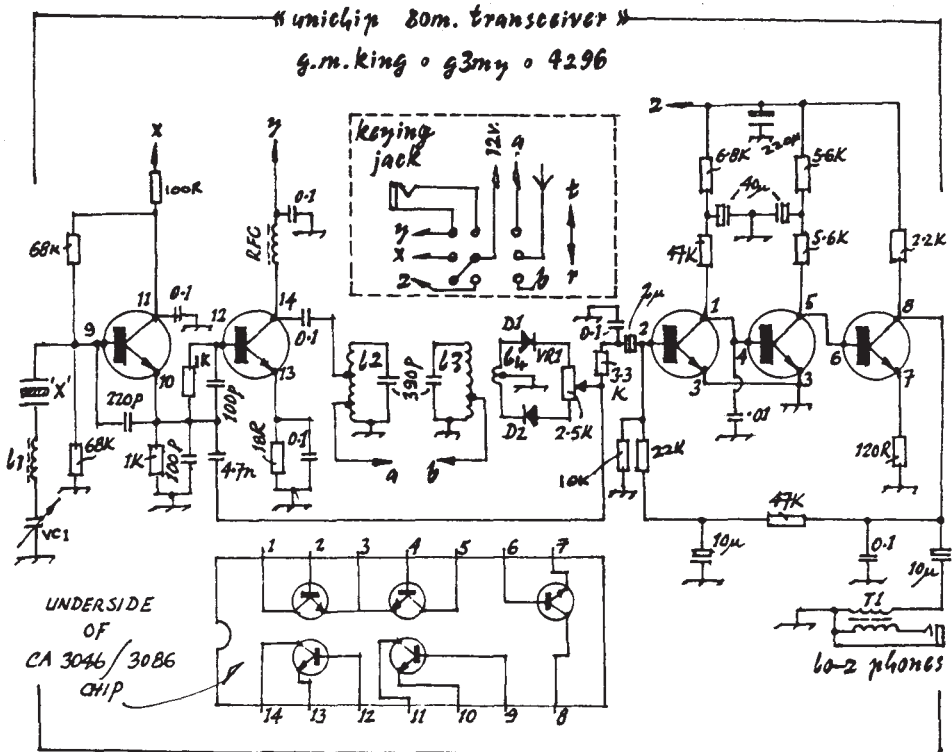 « unichip 80m. transceiver »
g.m.king o g3my o 4296
x
100R
68K
11
0.1
9
10
'X'
220P
L1
68K
1K
100P
VC1
y
0.1
RFC
12
14
0.1
1K
100P
13
18R
0.1
4.7n
keying
jack
12v.
a
y
x
z
b
t
r
L2
390P
L3
a
b
L4
D1
VR1
D2
2.5K
0.1
3.3
K
2μ
2
10K
22K
z
220μ
6.8K
5.6K
40μ
47K
5.6K
2.2K
1
3
4
.01
5
3
6
8
7
120R
47K
10μ
0.1
10μ
T1
Lo-Z phones
UNDERSIDE
OF
CA 3046/3086
CHIP
1 2 3 4 5 6 7
14 13 12 11 10 9 8